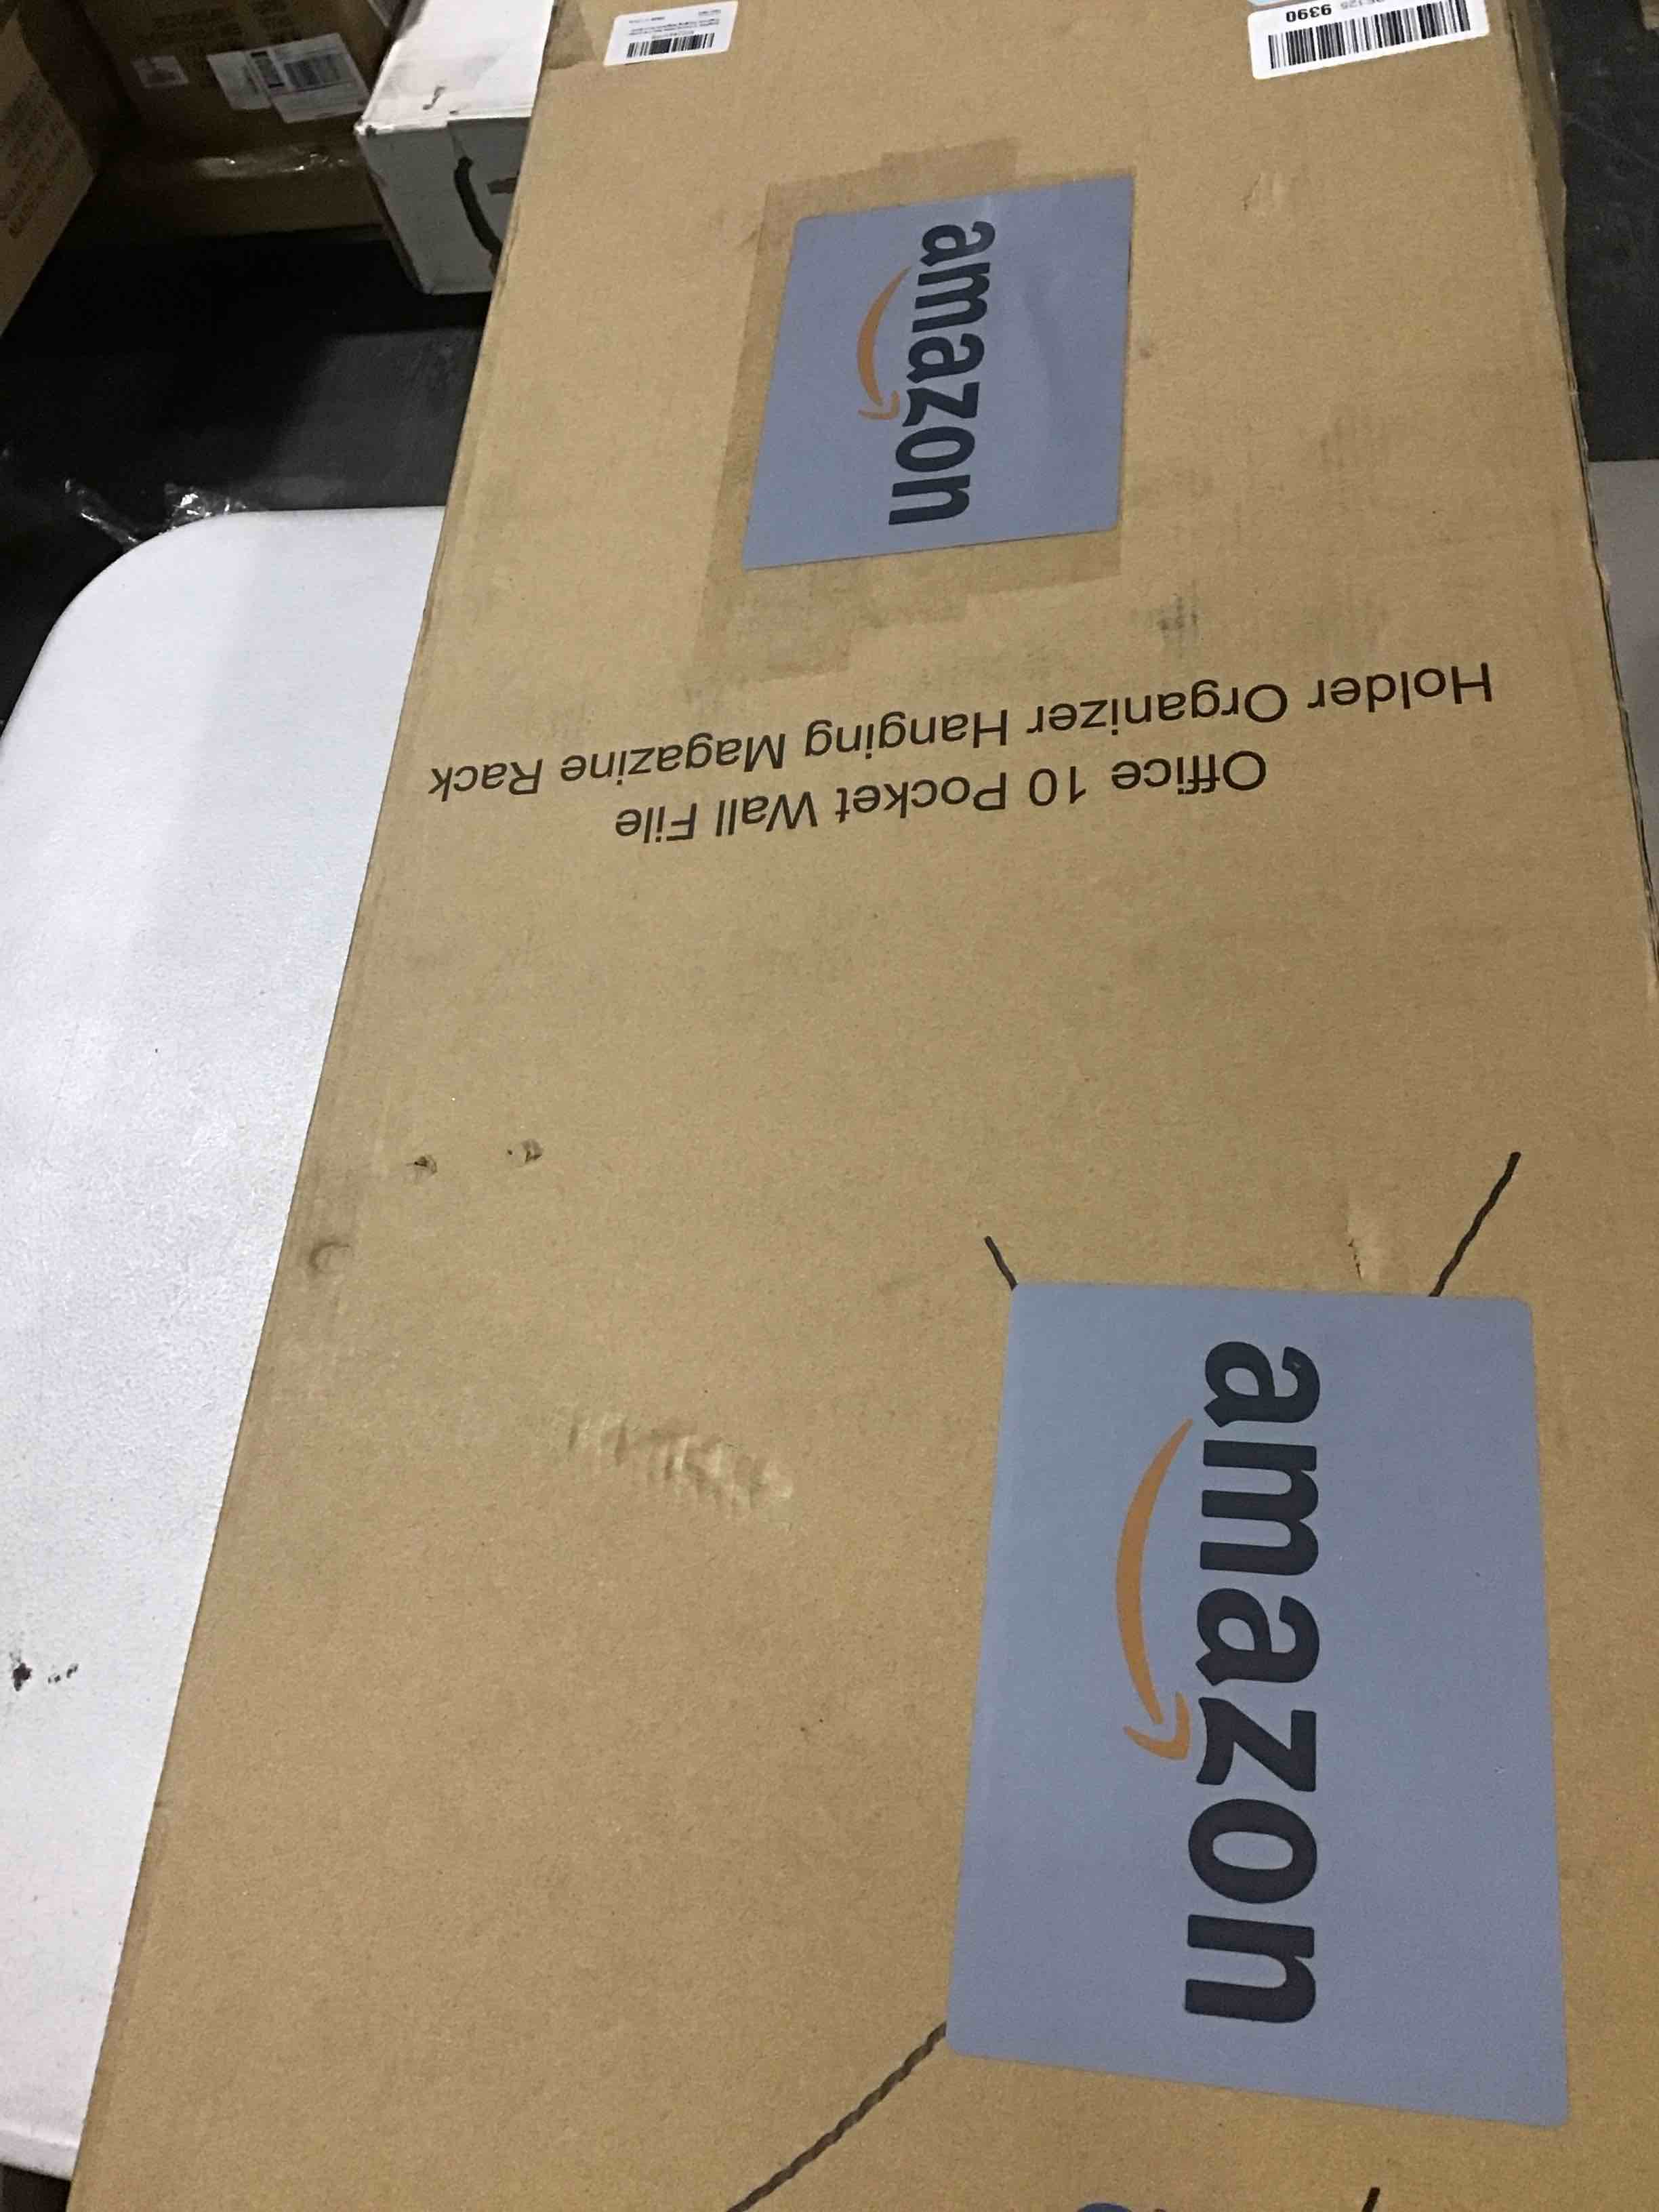 9390
amazon
Office 10 Pocket Wall File
Holder Organizer Hanging Magazine Rack
amazon